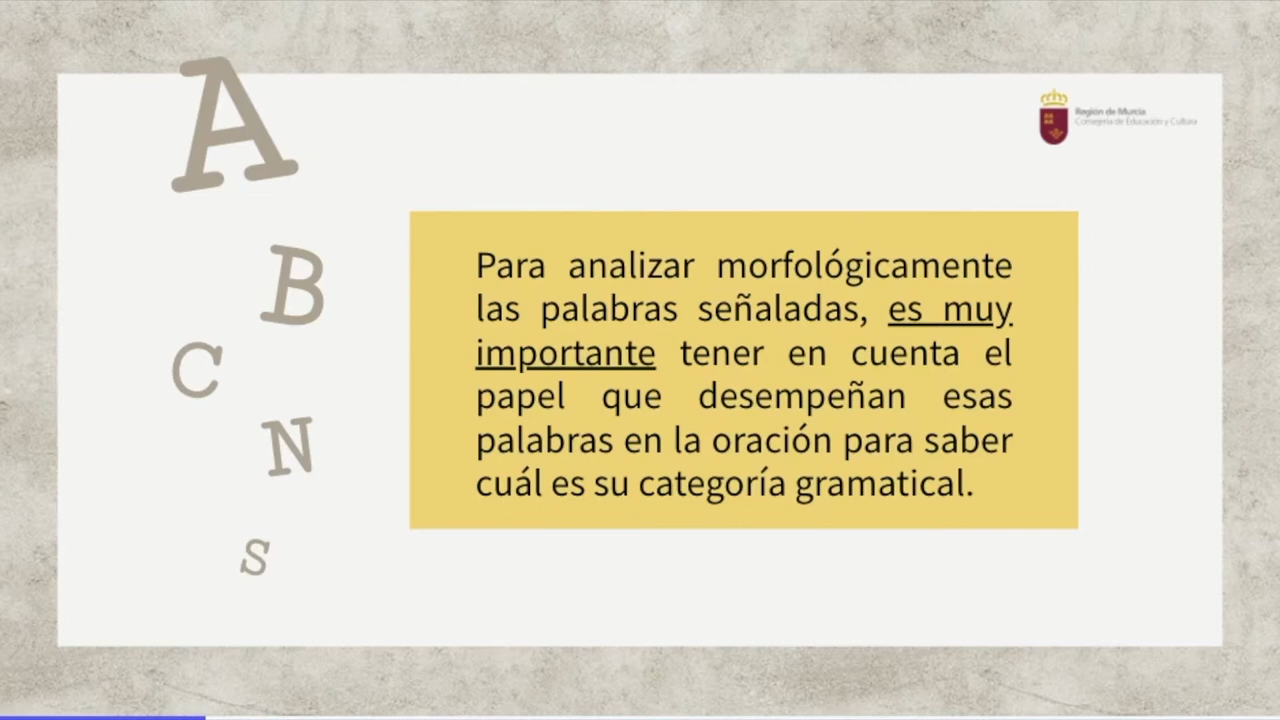 A
Región de Murcia
Consejería de Educación y Cultura
B
C
N
S
Para analizar morfológicamente
las palabras señaladas, es muy
importante tener en cuenta el
papel que desempeñan esas
palabras en la oración para saber
cuál es su categoría gramatical.